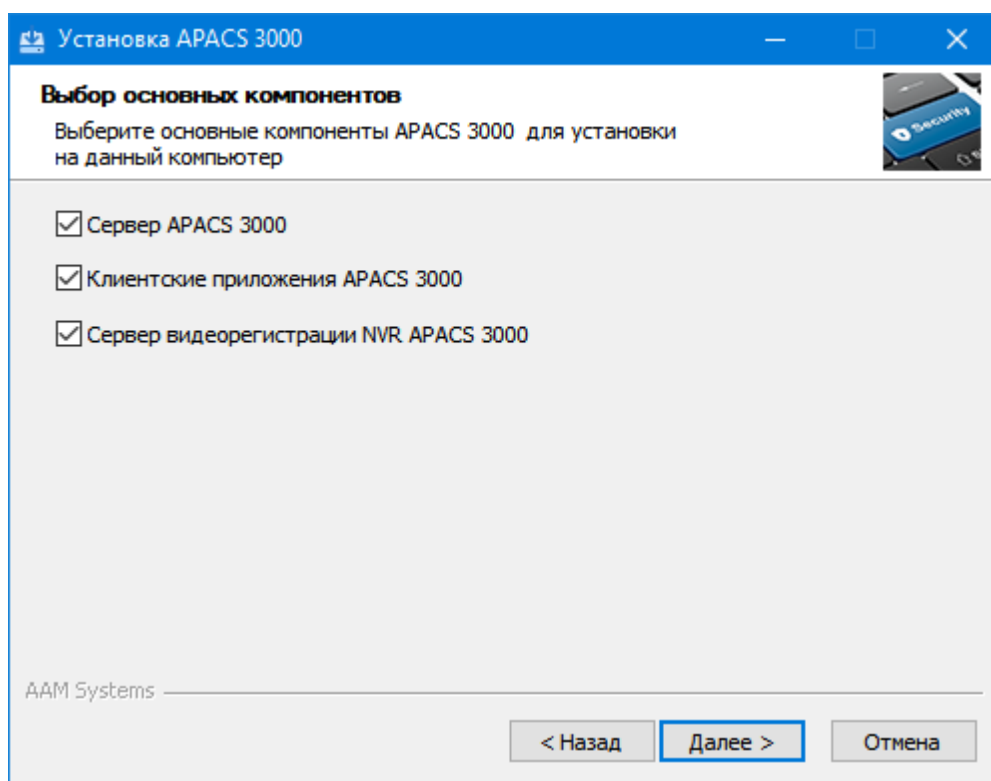 Установка APACS 3000
Выбор основных компонентов
Выберите основные компоненты APACS 3000 для установки
на данный компьютер
Security
Сервер APACS 3000
Клиентские приложения APACS 3000
Сервер видеорегистрации NVR APACS 3000
AAM Systems
< Назад
Далее >
Отмена